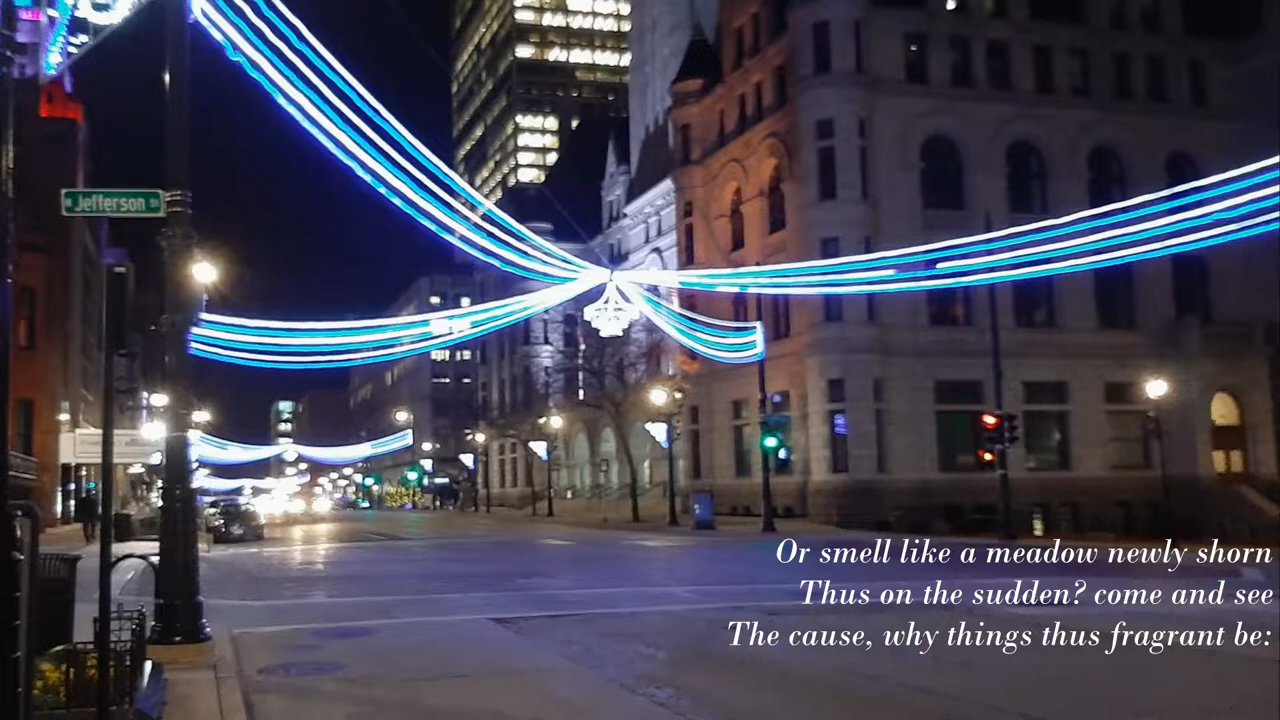 N Jefferson St
Or smell like a meadow newly shorn
Thus on the sudden? come and see
The cause, why things thus fragrant be: